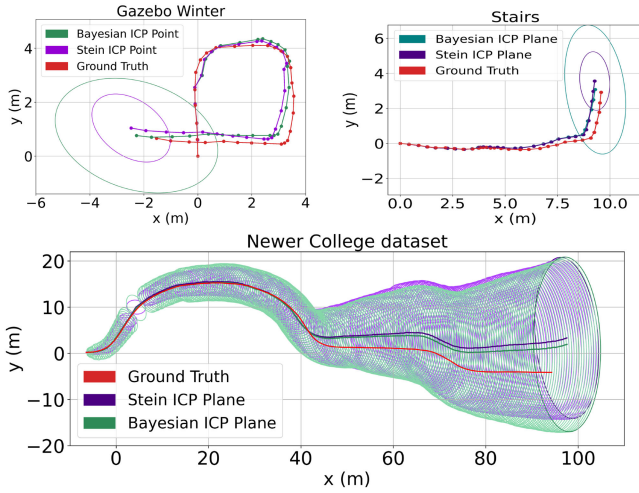 Gazebo Winter
Bayesian ICP Point
Stein ICP Point
Ground Truth
y (m)
4
2
0
−6
−4
−2
0
2
4
x (m)
Stairs
Bayesian ICP Plane
Stein ICP Plane
Ground Truth
y (m)
6
4
2
0
−2
0.0
2.5
5.0
7.5
10.0
x (m)
Newer College dataset
y (m)
20
10
0
−10
−20
Ground Truth
Stein ICP Plane
Bayesian ICP Plane
0
20
40
60
80
100
x (m)